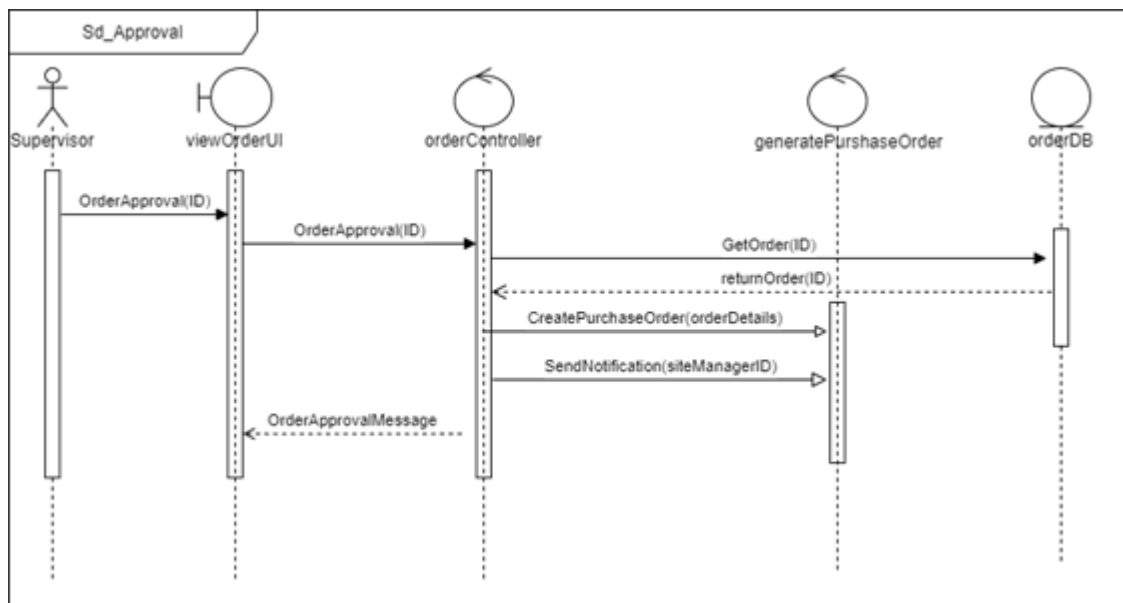 Sd_Approval
Supervisor
viewOrderUI
orderController
generatePurshaseOrder
orderDB
OrderApproval(ID)
OrderApproval(ID)
GetOrder(ID)
returnOrder(ID)
CreatePurchaseOrder(orderDetails)
SendNotification(siteManagerID)
OrderApprovalMessage